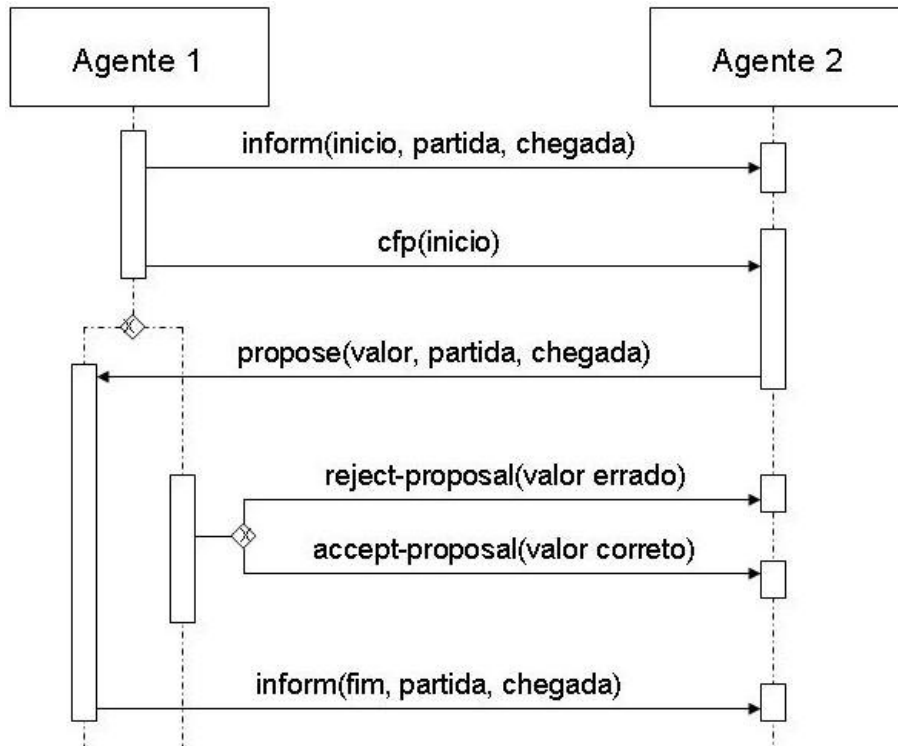 Agente 1
Agente 2
inform(inicio, partida, chegada)
cfp(inicio)
propose(valor, partida, chegada)
reject-proposal(valor errado)
accept-proposal(valor correto)
inform(fim, partida, chegada)